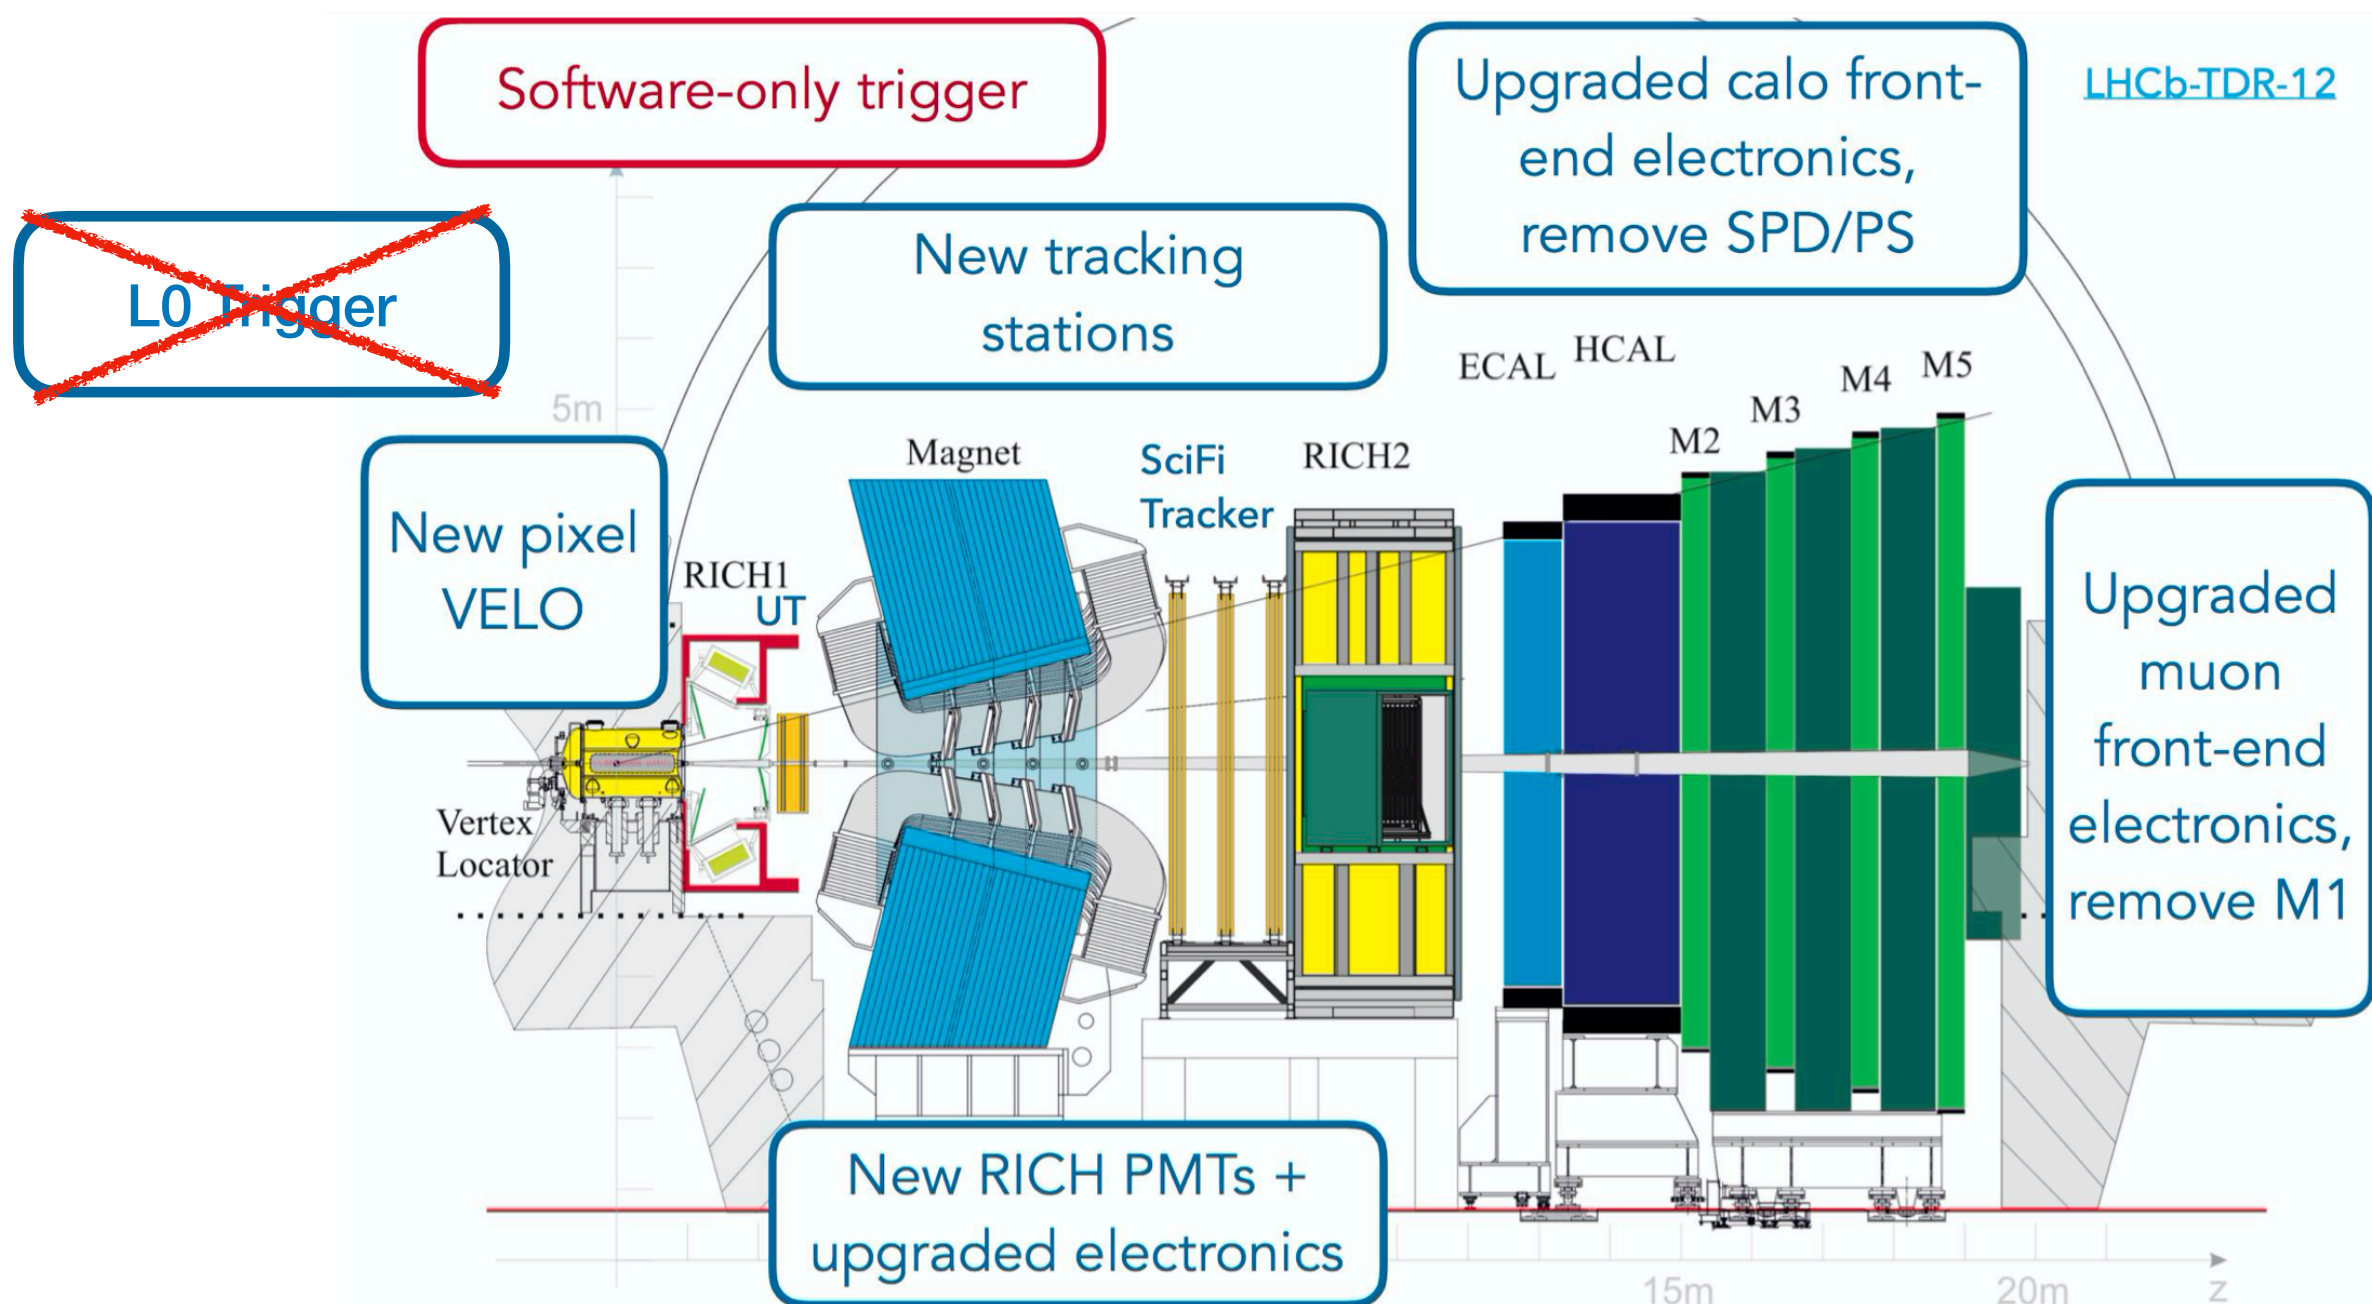 Software-only trigger
Upgraded calo front-
end electronics,
remove SPD/PS
LHCb-TDR-12
L0 Trigger
New tracking
stations
5m
ECAL
HCAL
M2
M3
M4
M5
Magnet
SciFi
Tracker
RICH2
New pixel
VELO
RICH1
UT
Upgraded
muon
front-end
electronics,
remove M1
Vertex
Locator
New RICH PMTs +
upgraded electronics
15m
20m
z